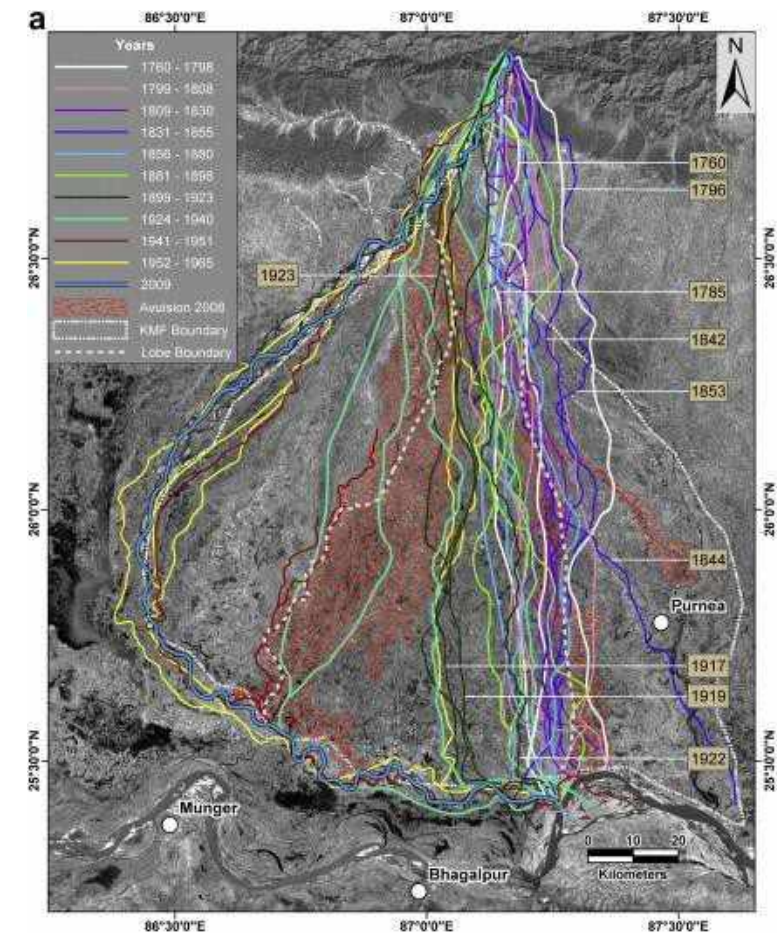 a
86°30'0"E 87°0'0"E 87°30'0"E
Years
1760 - 1798
1799 - 1808
1809 - 1830
1831 - 1855
1856 - 1880
1881 - 1898
1899 - 1923
1924 - 1940
1941 - 1951
1952 - 1965
2009
Avulsion 2008
KMF Boundary
Lobe Boundary
N
1760
1796
26°30'0"N
26°30'0"N
1923
1785
1842
1853
26°0'0"N
26°0'0"N
1844
Purnea
1917
1919
1922
25°30'0"N
25°30'0"N
Munger
0 10 20
Kilometers
Bhagalpur
86°30'0"E 87°0'0"E 87°30'0"E